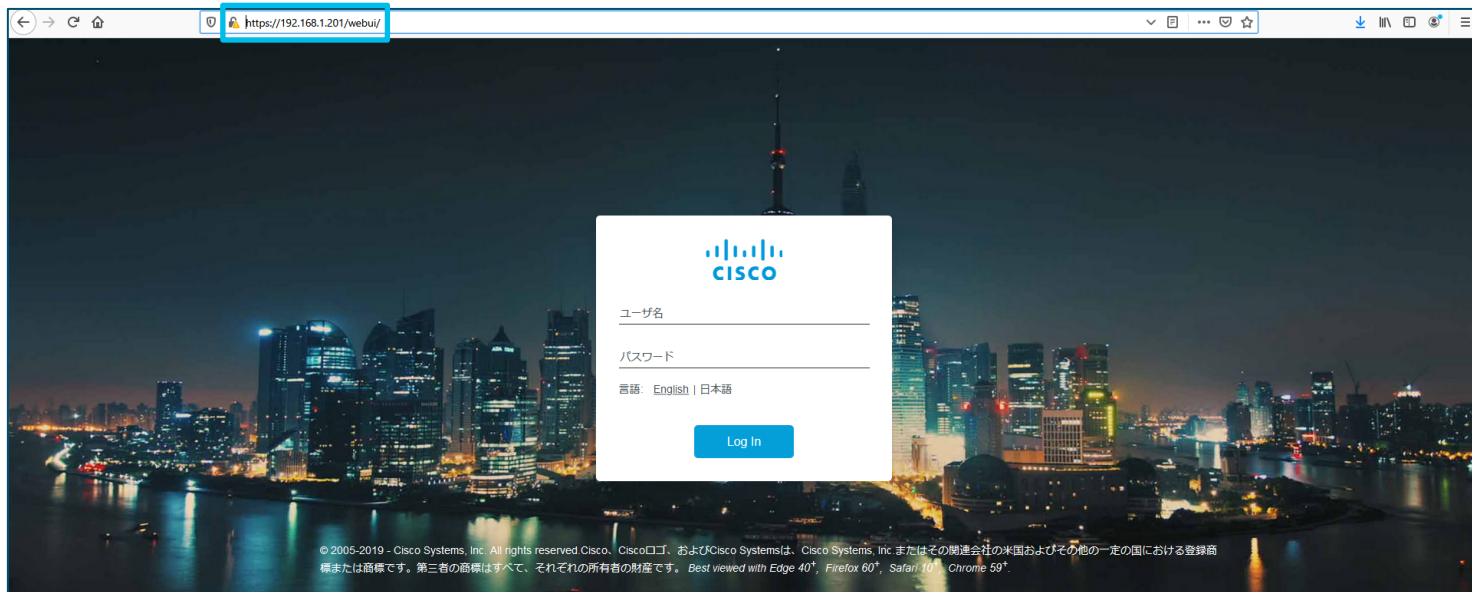 https://192.168.1.201/webui/
CISCO
ユーザ名
パスワード
言語: English | 日本語
Log In
© 2005-2019 - Cisco Systems, Inc. All rights reserved.Cisco、Ciscoロゴ、およびCisco Systemsは、Cisco Systems, Inc.またはその関連会社の米国およびその他の一定の国における登録商
標または商標です。第三者の商標はすべて、それぞれの所有者の財産です。 Best viewed with Edge 40+, Firefox 60+, Safari 10+, Chrome 59+.